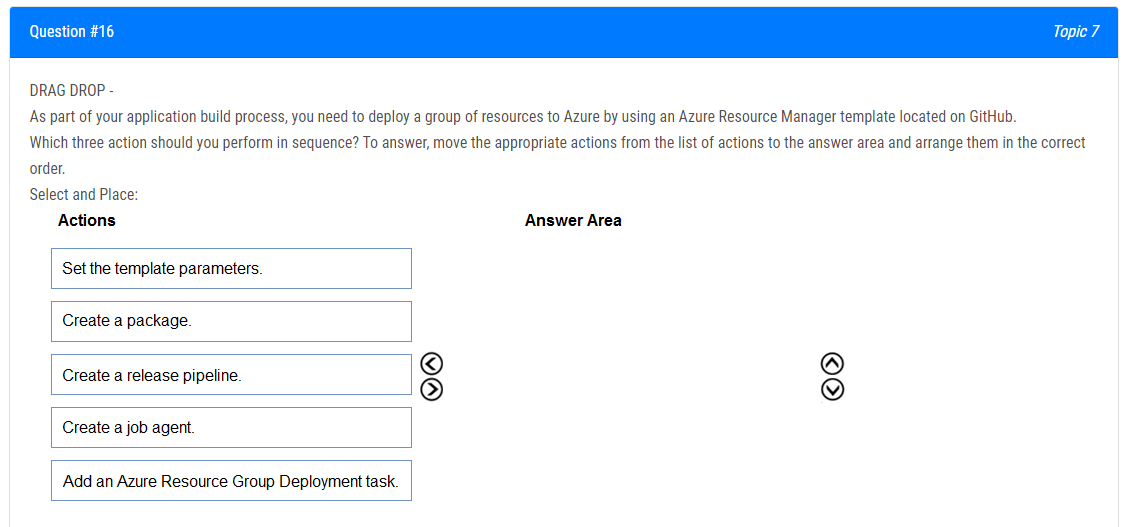 Question #16
Topic 7
DRAG DROP -
As part of your application build process, you need to deploy a group of resources to Azure by using an Azure Resource Manager template located on GitHub.
Which three action should you perform in sequence? To answer, move the appropriate actions from the list of actions to the answer area and arrange them in the correct
order.
Select and Place:
Actions
Answer Area
Set the template parameters.
Create a package.
Create a release pipeline.
Create a job agent.
Add an Azure Resource Group Deployment task.